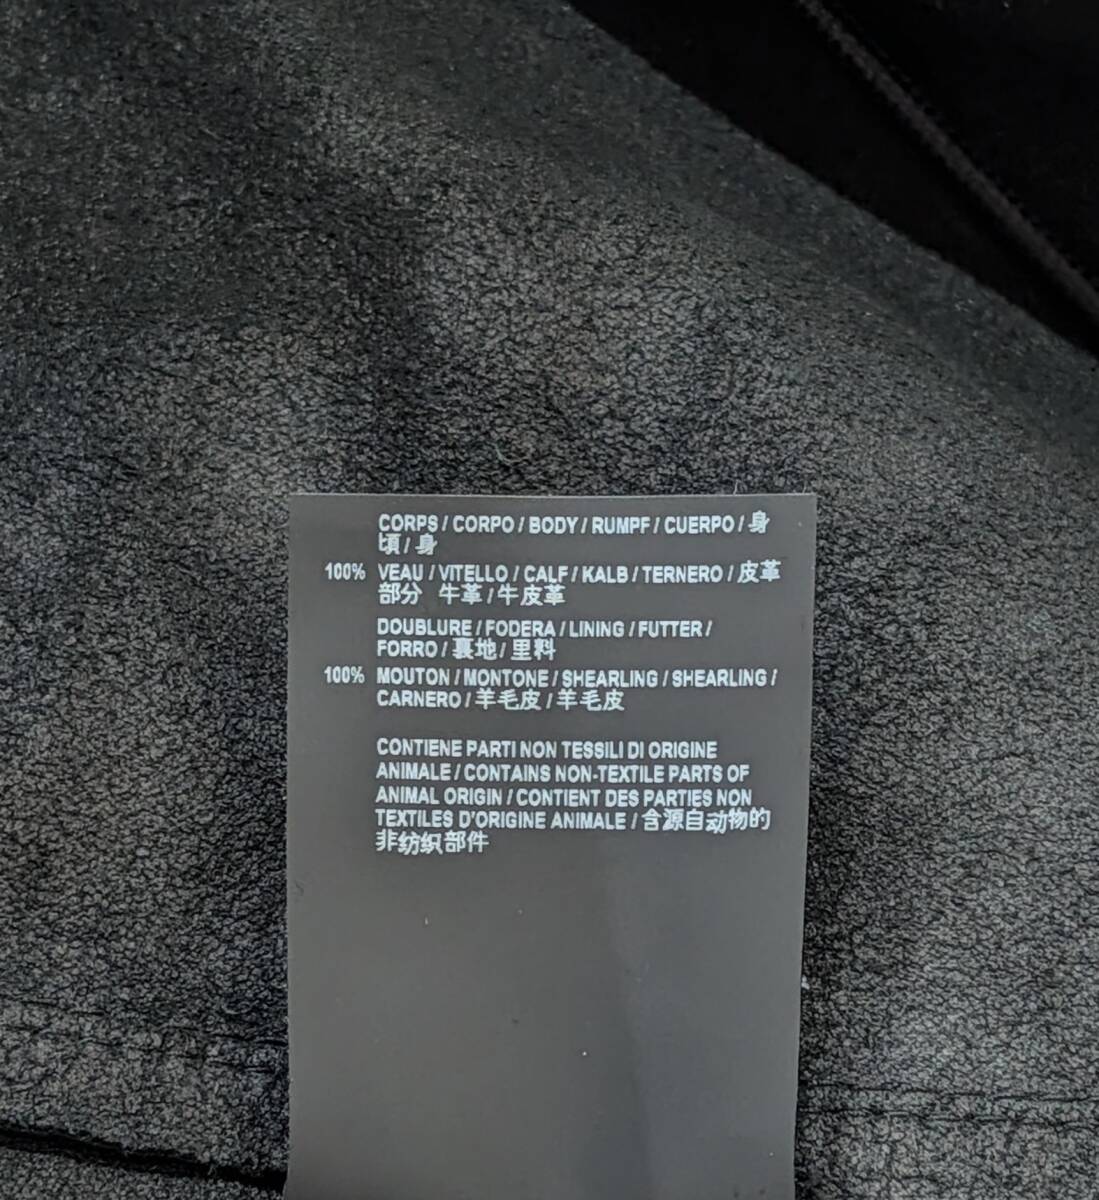 CORPS / CORPO / BODY / RUMPF / CUERPO / 身
頃 / 身
100% VEAU / VITELLO / CALF / KALB / TERNERO / 皮革
部分 牛革 / 牛皮革
DOUBLURE / FODERA / LINING / FUTTER /
FORRO / 裏地 / 里料
100% MOUTON / MONTONE / SHEARLING / SHEARLING /
CARNERO / 羊毛皮 / 羊毛皮
CONTIENE PARTI NON TESSILI DI ORIGINE
ANIMALE / CONTAINS NON-TEXTILE PARTS OF
ANIMAL ORIGIN / CONTIENT DES PARTIES NON
TEXTILES D'ORIGINE ANIMALE / 含源自动物的
非纺织部件